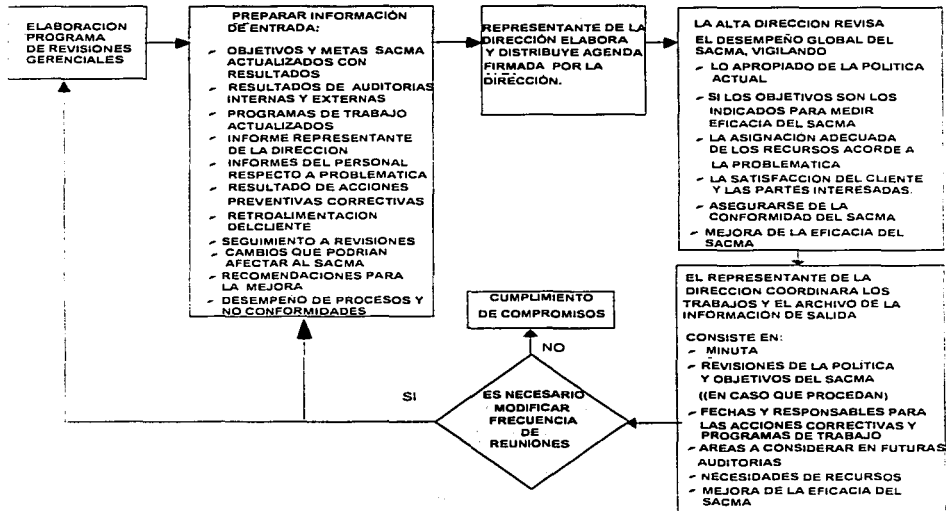 ELABORACIÓN
PROGRAMA
DE REVISIONES
GERENCIALES
PREPARAR INFORMACIÓN
DE ENTRADA:
- OBJETIVOS Y METAS SACMA
ACTUALIZADOS CON
RESULTADOS
- RESULTADOS DE AUDITORIAS
INTERNAS Y EXTERNAS
- PROGRAMAS DE TRABAJO
ACTUALIZADOS
- INFORME REPRESENTANTE
DE LA DIRECCIÓN
- INFORMES DEL PERSONAL
RESPECTO A PROBLEMATICA
- RESULTADO DE ACCIONES
PREVENTIVAS CORRECTIVAS
- RETROALIMENTACION
DELCLIENTE
- SEGUIMIENTO A REVISIONES
- CAMBIOS QUE PODRIAN
AFECTAR AL SACMA
- RECOMENDACIONES PARA
LA MEJORA
- DESEMPEÑO DE PROCESOS Y
NO CONFORMIDADES
REPRESENTANTE DE LA
DIRECCIÓN ELABORA
Y DISTRIBUYE AGENDA
FIRMADA POR LA
DIRECCIÓN.
LA ALTA DIRECCIÓN REVISA
EL DESEMPEÑO GLOBAL DEL
SACMA, VIGILANDO
- LO APROPIADO DE LA POLITICA
ACTUAL
- SI LOS OBJETIVOS SON LOS
INDICADOS PARA MEDIR
EFICACIA DEL SACMA
- LA ASIGNACIÓN ADECUADA
DE LOS RECURSOS ACORDE A
LA PROBLEMATICA
- LA SATISFACCION DEL CLIENTE
Y LAS PARTES INTERESADAS.
- ASEGURARSE DE LA
CONFORMIDAD DEL SACMA
- MEJORA DE LA EFICACIA DEL
SACMA
EL REPRESENTANTE DE LA
DIRECCION COORDINARA LOS
TRABAJOS Y EL ARCHIVO DE LA
INFORMACIÓN DE SALIDA
CONSISTE EN:
- MINUTA
- REVISIONES DE LA POLÍTICA
Y OBJETIVOS DEL SACMA
((EN CASO QUE PROCEDAN)
- FECHAS Y RESPONSABLES PARA
LAS ACCIONES CORRECTIVAS Y
PROGRAMAS DE TRABAJO
- AREAS A CONSIDERAR EN FUTURAS
AUDITORIAS
- NECESIDADES DE RECURSOS
- MEJORA DE LA EFICACIA DEL
SACMA
CUMPLIMIENTO
DE COMPROMISOS
NO
SI
ES NECESARIO
MODIFICAR
FRECUENCIA
DE
REUNIONES